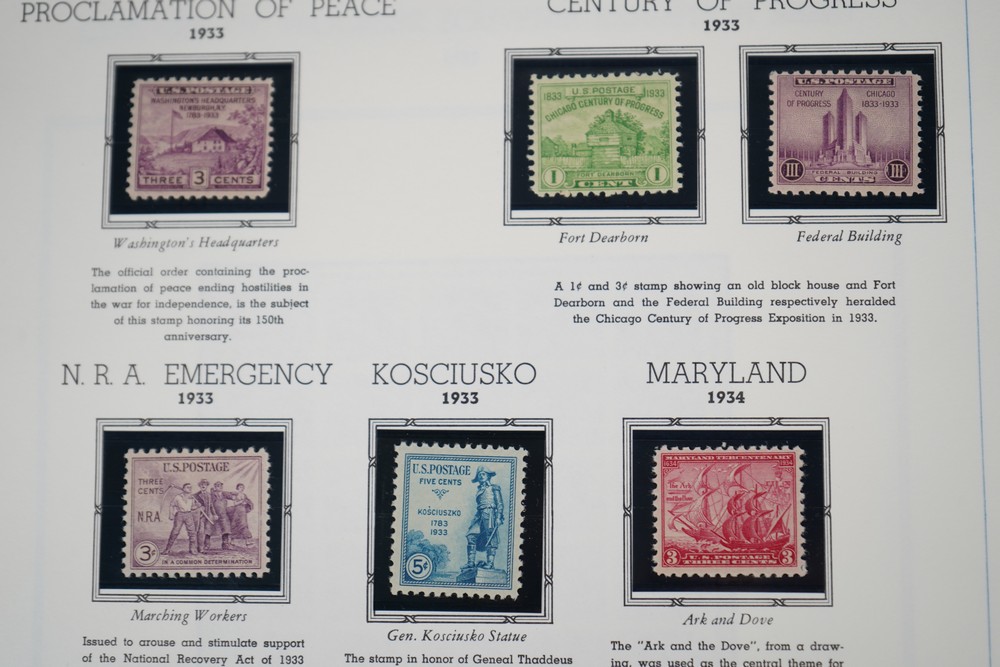 PROCLAMATION OF PEACE
1933
U.S. POSTAGE
WASHINGTON'S HEADQUARTERS
NEWBURGH, N.Y.
1783-1933
THREE 3 CENTS
Washington's Headquarters
The official order containing the proc-
lamation of peace ending hostilities in
the war for independence, is the subject
of this stamp honoring its 150th
anniversary.
CENTURY OF PROGRESS
1933
1833 U.S. POSTAGE 1933
CHICAGO CENTURY OF PROGRESS
FORT DEARBORN
1 CENT 1
Fort Dearborn
U.S. POSTAGE
CENTURY CHICAGO
OF PROGRESS 1833-1933
FEDERAL BUILDING
III CENTS III
Federal Building
A 1¢ and 3¢ stamp showing an old block house and Fort
Dearborn and the Federal Building respectively heralded
the Chicago Century of Progress Exposition in 1933.
N. R. A. EMERGENCY
1933
U.S. POSTAGE
THREE
CENTS
N.R.A.
3¢
IN A COMMON DETERMINATION
Marching Workers
Issued to arouse and stimulate support
of the National Recovery Act of 1933
KOSCIUSKO
1933
U.S. POSTAGE
FIVE CENTS
KOŚCIUSZKO
1783
1933
5¢
Gen. Kosciusko Statue
The stamp in honor of Geneal Thaddeus
MARYLAND
1934
MARYLAND TERCENTENARY
1634 1934
The Ark
and the Dove
3 U.S. POSTAGE 3
THREE CENTS
Ark and Dove
The "Ark and the Dove", from a draw-
ing, was used as the central theme for